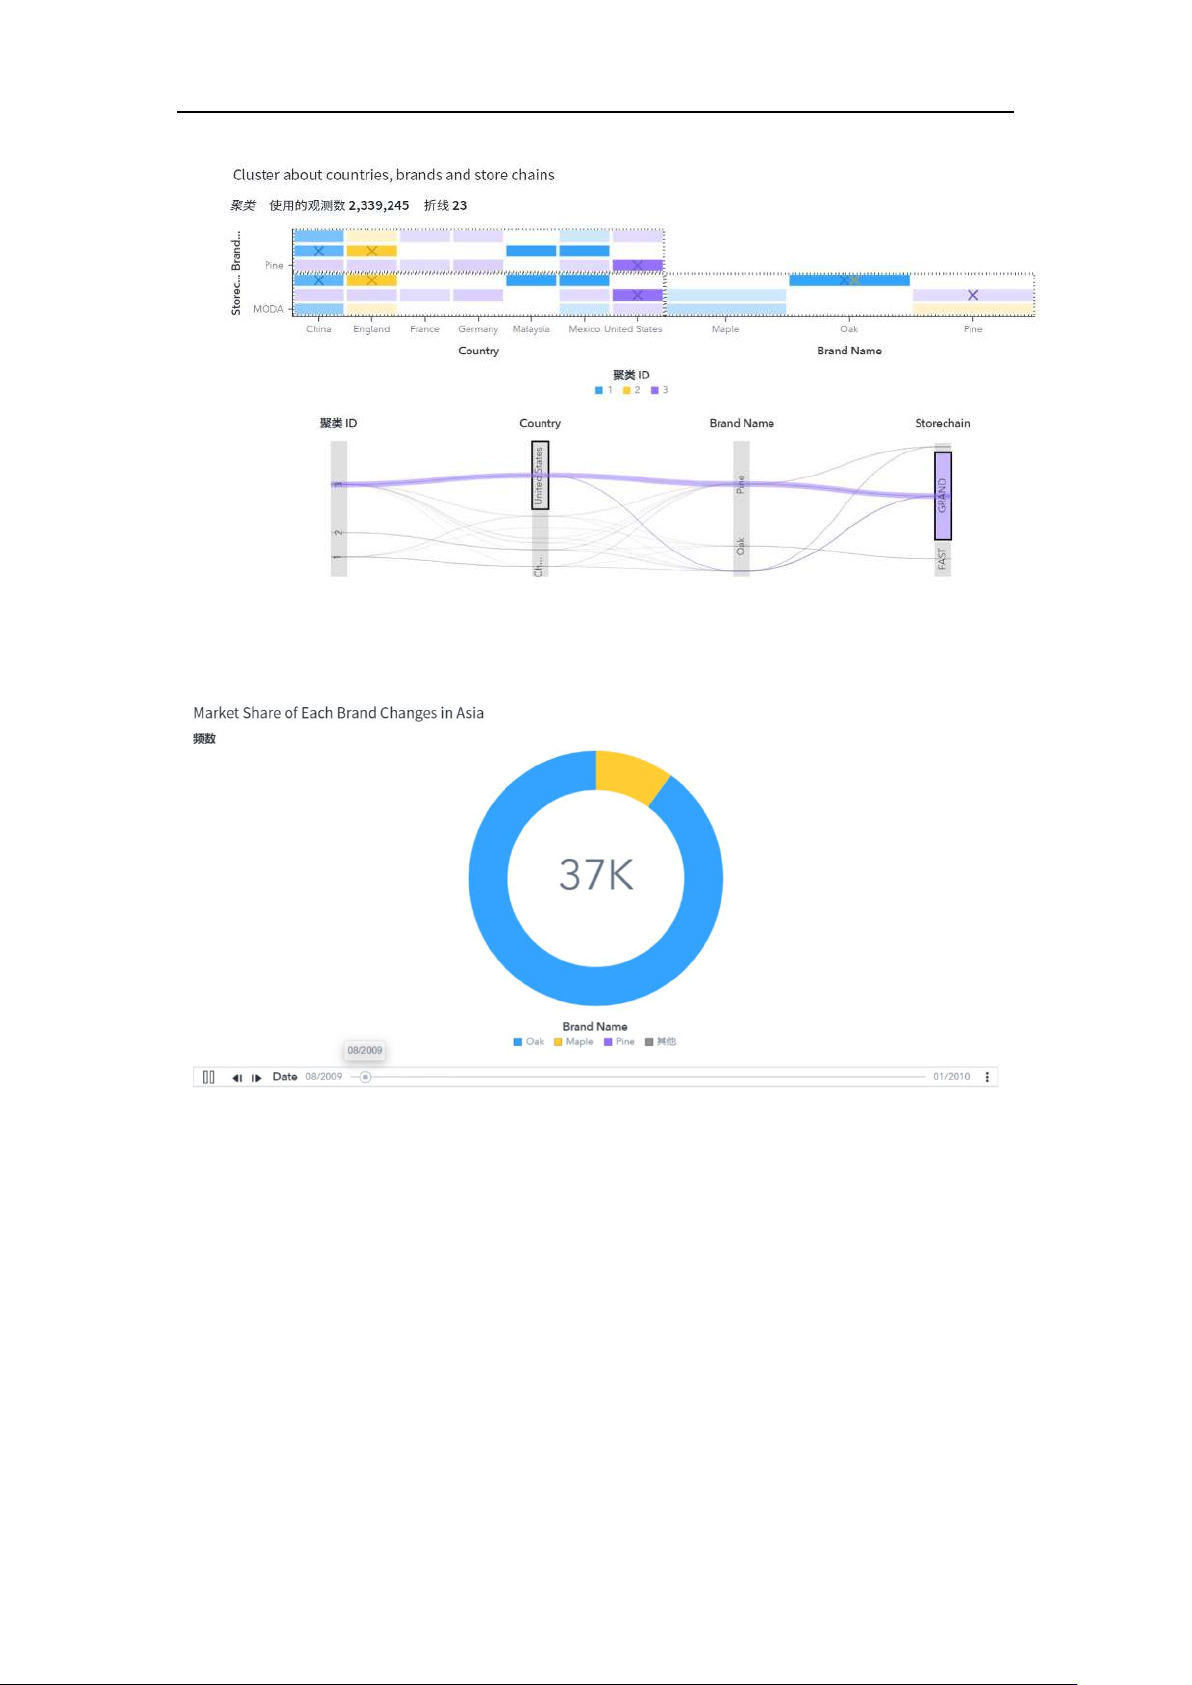 Cluster about countries, brands and store chains
聚类 使用的观测数 2,339,245 折线 23
Brand...
Pine
Storec...
MODA
China England France Germany Malaysia Mexico United States Maple Oak Pine
Country Brand Name
聚类 ID
1 2 3
聚类 ID Country Brand Name Storechain
3 2 1
United States Ch...
Pine Oak
GRAND FAST
Market Share of Each Brand Changes in Asia
频数
37K
Brand Name
Oak Maple Pine 其他
08/2009
Date 08/2009 01/2010